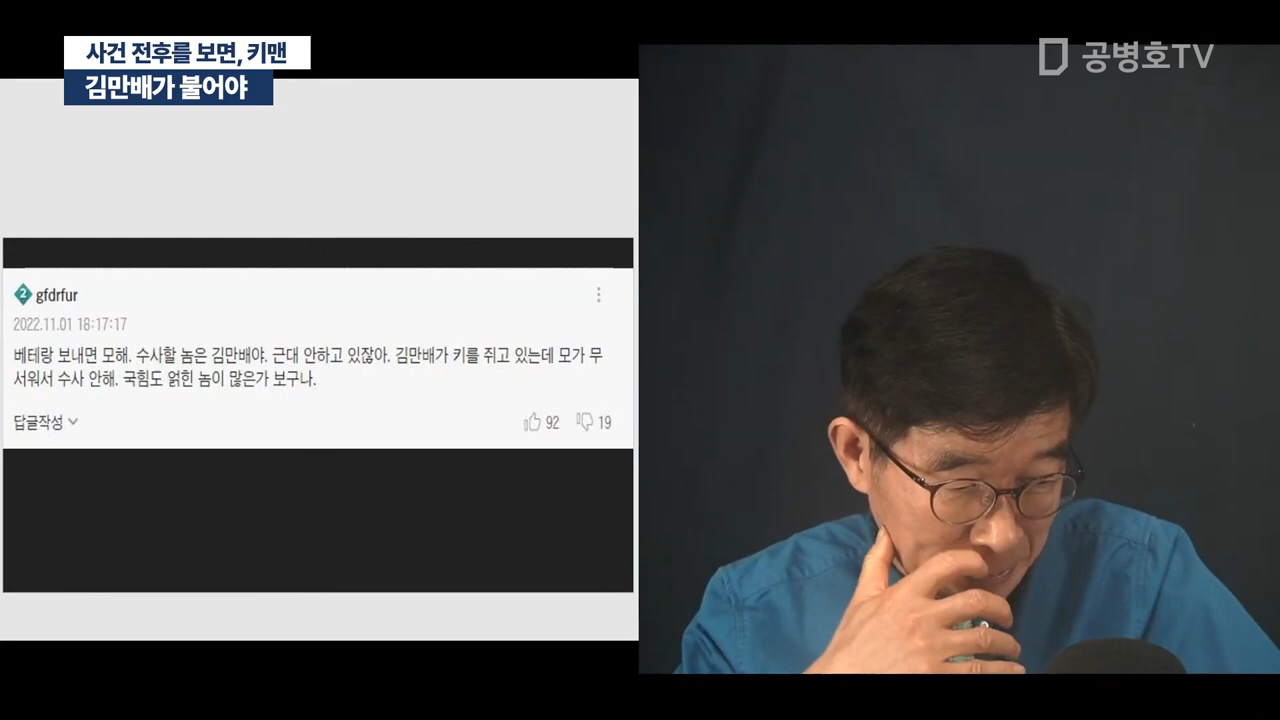 사건 전후를 보면, 키맨
김만배가 불어야
공병호TV
2 gfdrfur
2022.11.01 18:17:17
베테랑 보내면 모해. 수사할 놈은 김만배야. 근대 안하고 있잖아. 김만배가 키를 쥐고 있는데 모가 무
서워서 수사 안해. 국힘도 얽힌 놈이 많은가 보구나.
답글작성
92 19